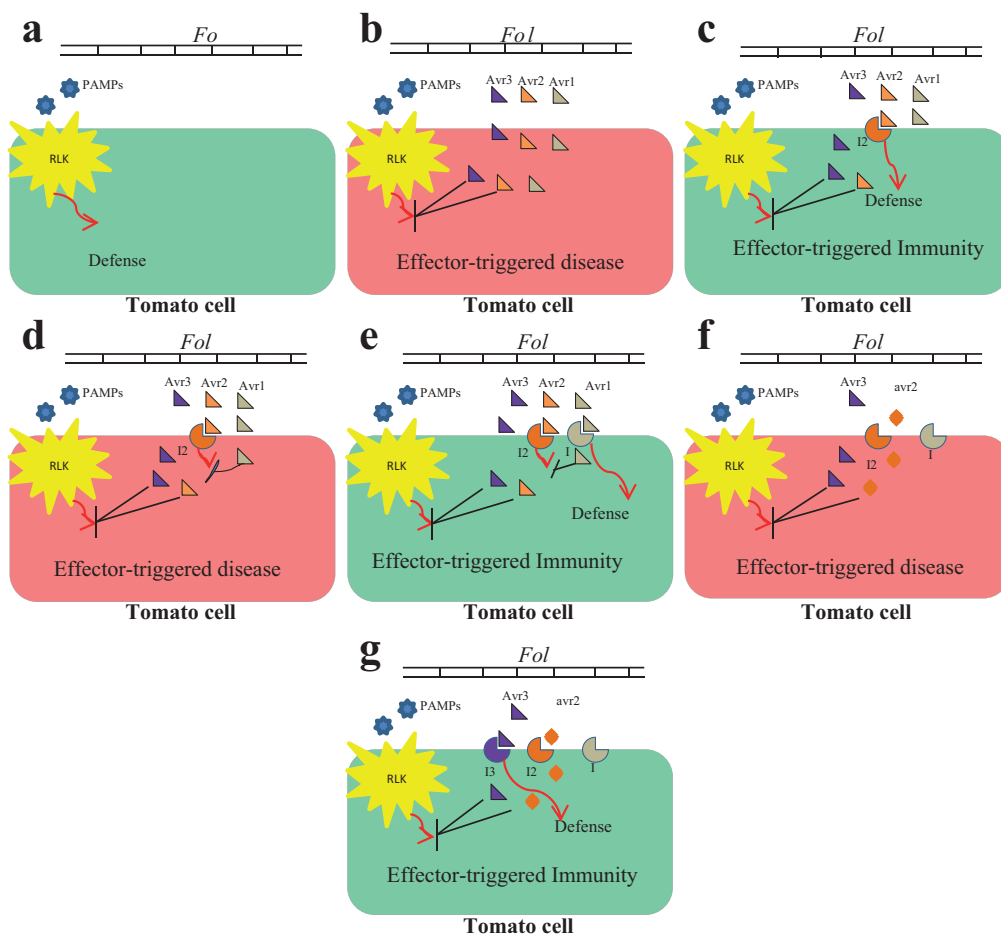 a
Fo
PAMPs
RLK
Defense
Tomato cell
b
Fol
PAMPs
Avr3 Avr2 Avr1
RLK
Effector-triggered disease
Tomato cell
c
Fol
PAMPs
Avr3 Avr2 Avr1
RLK
I2
Defense
Effector-triggered Immunity
Tomato cell
d
Fol
PAMPs
Avr3 Avr2 Avr1
RLK
I2
Effector-triggered disease
Tomato cell
e
Fol
PAMPs
Avr3 Avr2 Avr1
RLK
I2 I
Defense
Effector-triggered Immunity
Tomato cell
f
Fol
PAMPs
Avr3 avr2
RLK
I2 I
Effector-triggered disease
Tomato cell
g
Fol
PAMPs
Avr3 avr2
RLK
I3 I2 I
Defense
Effector-triggered Immunity
Tomato cell